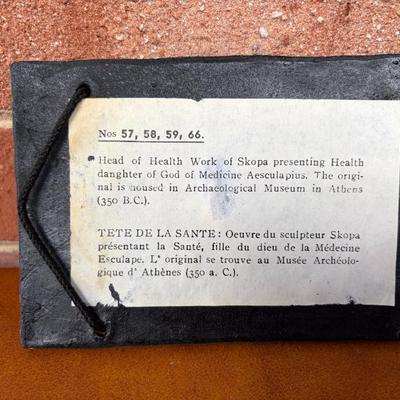 Nos 57, 58, 59, 66.
Head of Health Work of Skopa presenting Health
danghter of God of Medicine Aesculapius. The origi-
nal is housed in Archaeological Museum in Athens
(350 B.C.).
TETE DE LA SANTE : Oeuvre du sculpteur Skopa
présentant la Santé, fille du dieu de la Médecine
Esculape. L' original se trouve au Musée Archéolo-
gique d' Athènes (350 a. C.).